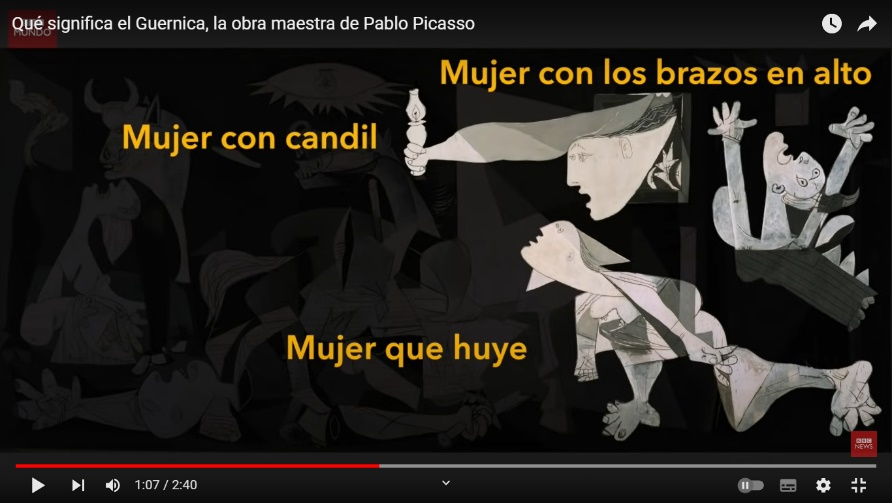 Qué significa el Guernica, la obra maestra de Pablo Picasso
MUNDO
Mujer con los brazos en alto
Mujer con candil
Mujer que huye
BBC
NEWS
1:07 / 2:40